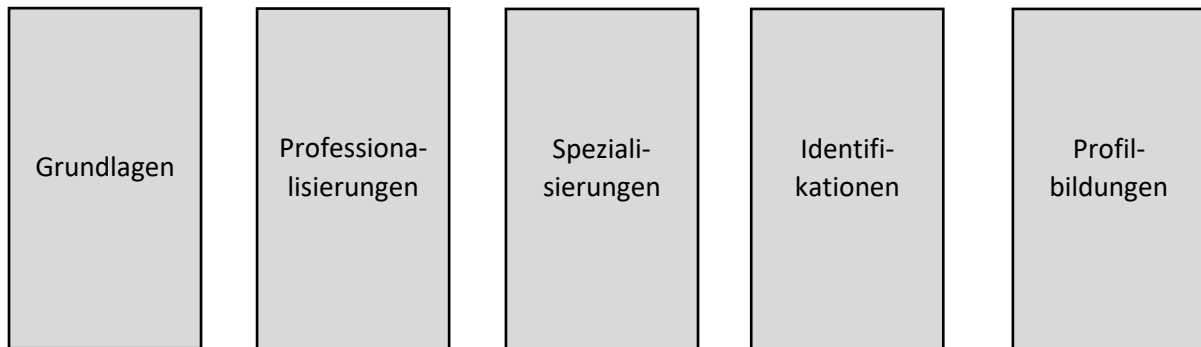 Grundlagen
Professiona-
lisierungen
Speziali-
sierungen
Identifi-
kationen
Profil-
bildungen